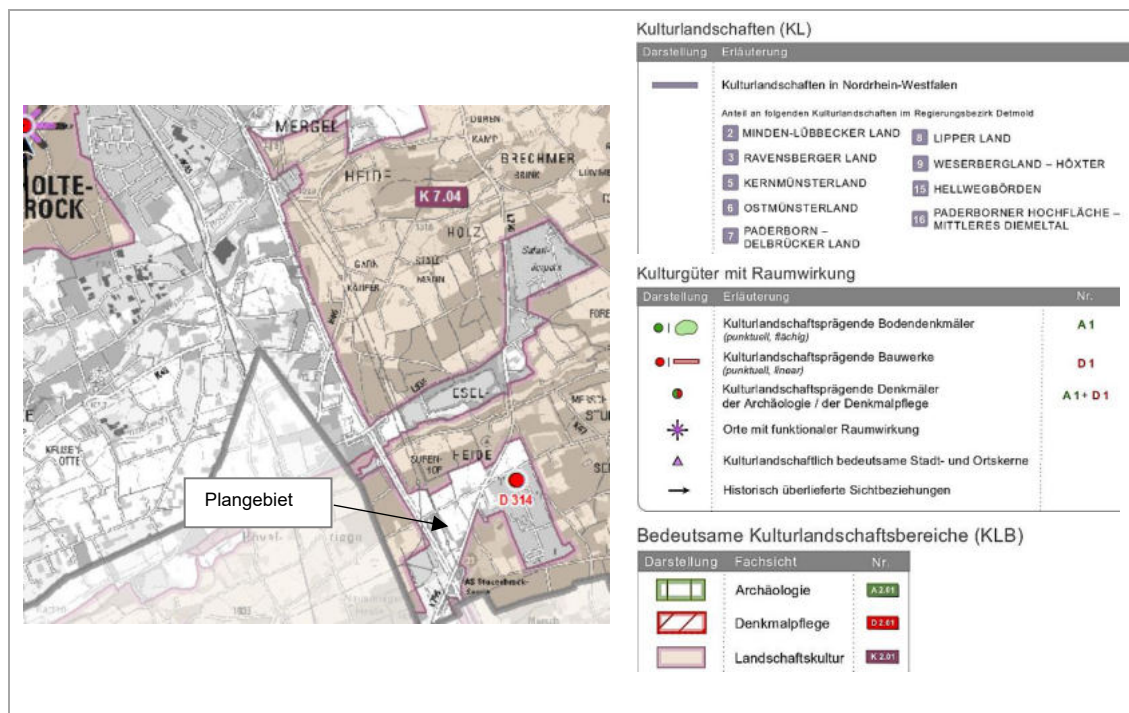 Kulturlandschaften (KL)
Darstellung Erläuterung
Kulturlandschaften in Nordrhein-Westfalen
Anteil an folgenden Kulturlandschaften im Regierungsbezirk Detmold
2 MINDEN-LÜBBECKER LAND
3 RAVENSBERGER LAND
5 KERNMÜNSTERLAND
6 OSTMÜNSTERLAND
7 PADERBORN –
DELBRÜCKER LAND
8 LIPPER LAND
9 WESERBERGLAND – HÖXTER
15 HELLWEGBÖRDEN
16 PADERBORNER HOCHFLÄCHE –
MITTLERES DIEMELTAL
Kulturgüter mit Raumwirkung
Darstellung Erläuterung Nr.
Kulturlandschaftsprägende Bodendenkmäler A 1
(punktuell, flächig)
Kulturlandschaftsprägende Bauwerke D 1
(punktuell, linear)
Kulturlandschaftsprägende Denkmäler A 1 + D 1
der Archäologie / der Denkmalpflege
Orte mit funktionaler Raumwirkung
Kulturlandschaftlich bedeutsame Stadt- und Ortskerne
Historisch überlieferte Sichtbeziehungen
Bedeutsame Kulturlandschaftsbereiche (KLB)
Darstellung Fachsicht Nr.
Archäologie A 2.01
Denkmalpflege D 2.01
Landschaftskultur K 2.01
MERGEL
KAMP
BRECHMER
BRINK
HEIDE
K 7.04
OLTE-
ROCK
HOLZ
Safari-
ESEL-
HEIDE
D 314
Plangebiet